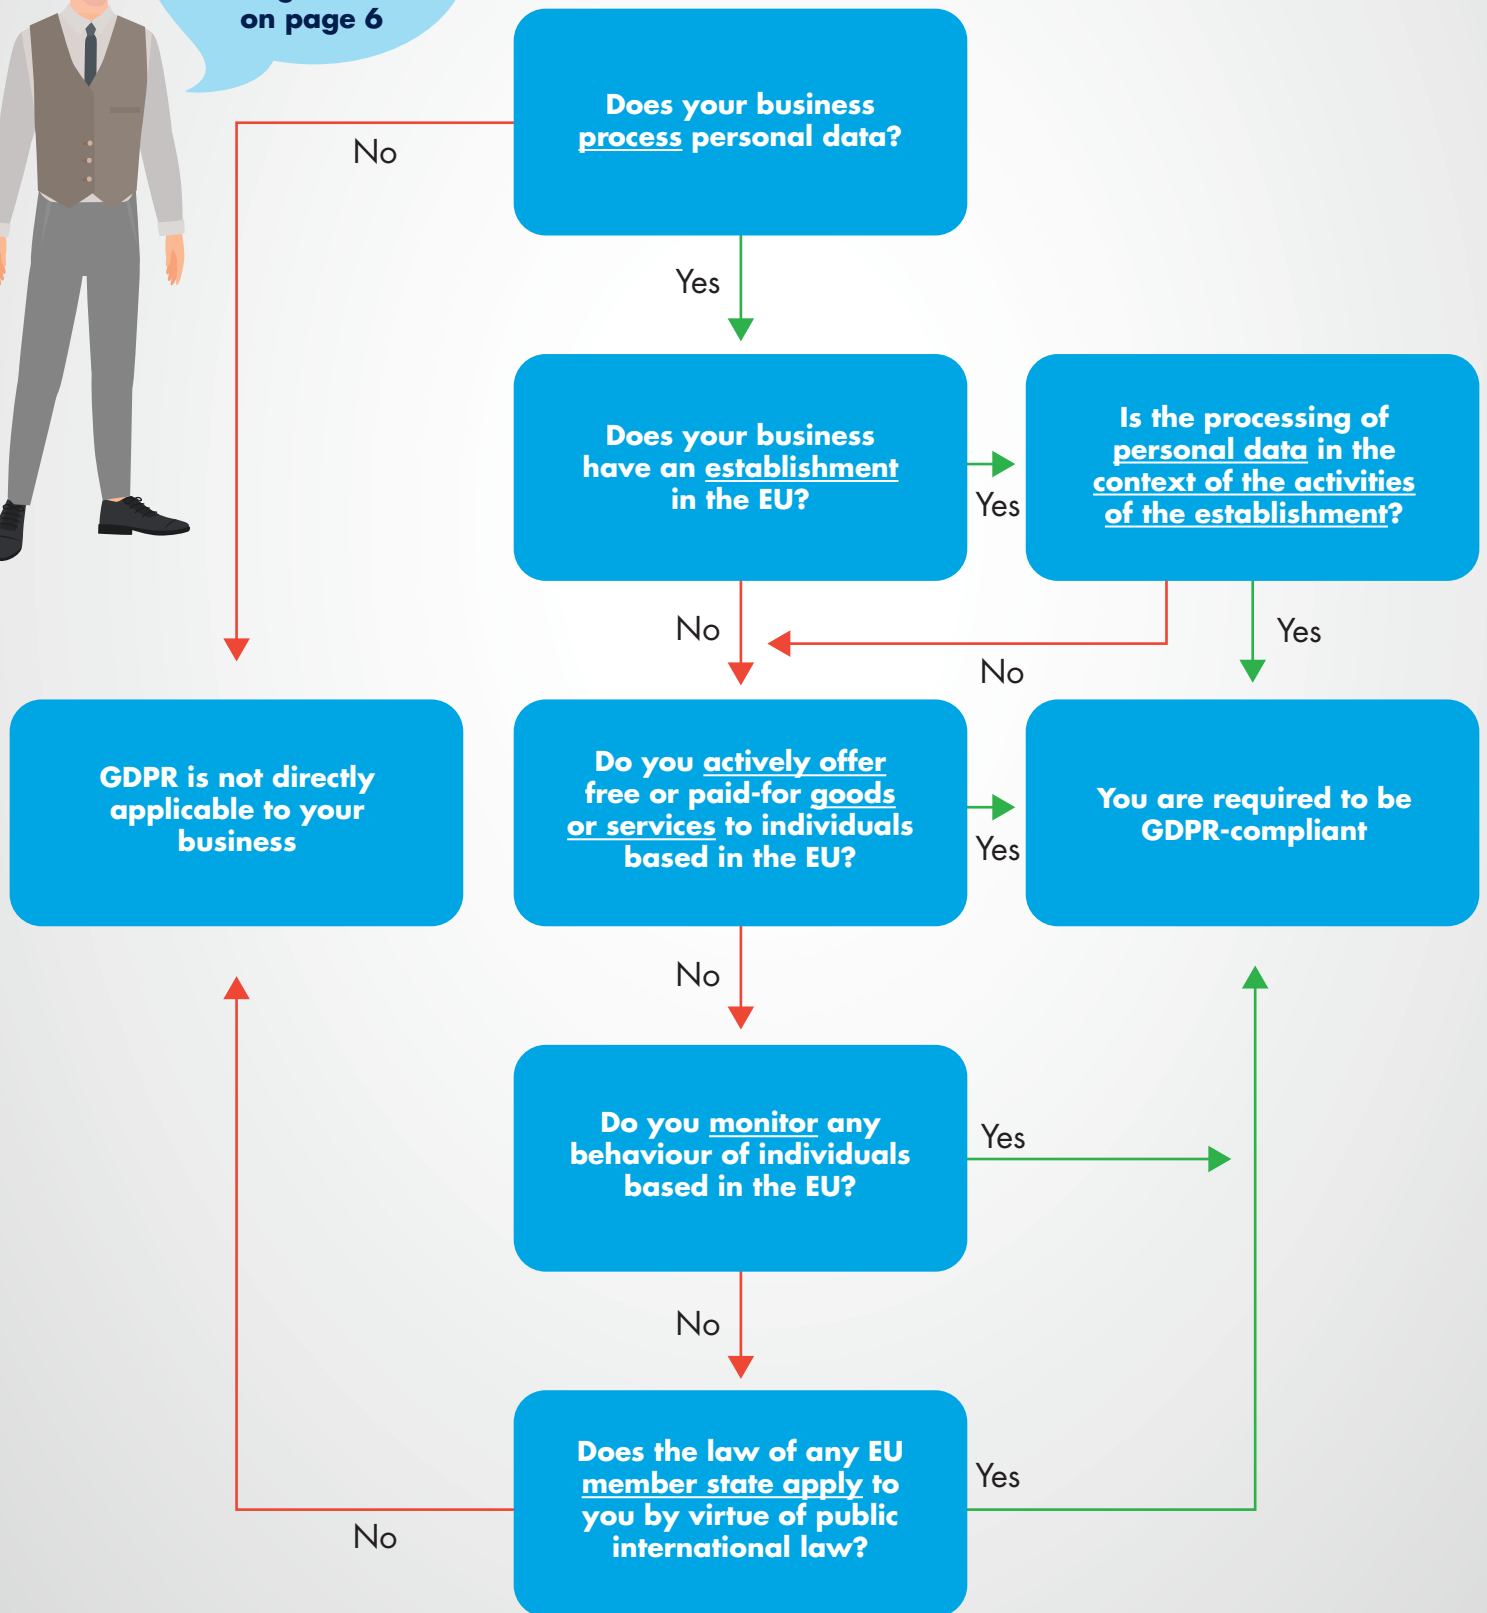 on page 6
Does your business
process personal data?
No
Yes
Does your business
have an establishment
in the EU?
Yes
Is the processing of
personal data in the
context of the activities
of the establishment?
No
No
Yes
GDPR is not directly
applicable to your
business
Do you actively offer
free or paid-for goods
or services to individuals
based in the EU?
Yes
You are required to be
GDPR-compliant
No
Do you monitor any
behaviour of individuals
based in the EU?
Yes
No
Does the law of any EU
member state apply to
you by virtue of public
international law?
Yes
No